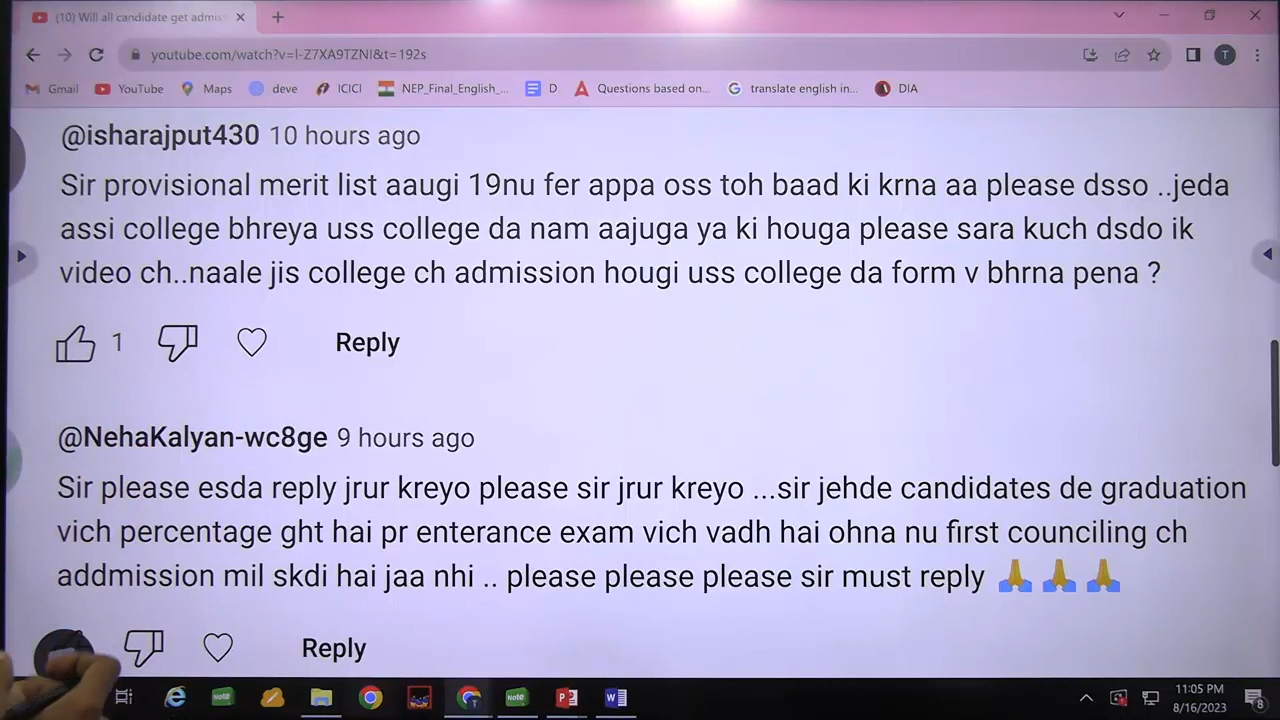 (10) Will all candidate get admis
youtube.com/watch?v=I-Z7XA9TZNI&t=192s
T
Gmail YouTube Maps deve ICICI NEP_Final_English_... D Questions based on... translate english in... DIA
@isharajput430 10 hours ago
Sir provisional merit list aaugi 19nu fer appa oss toh baad ki krna aa please dsso ..jeda
assi college bhreya uss college da nam aajuga ya ki houga please sara kuch dsdo ik
video ch..naale jis college ch admission hougi uss college da form v bhrna pena ?
1 Reply
@NehaKalyan-wc8ge 9 hours ago
Sir please esda reply jrur kreyo please sir jrur kreyo ...sir jehde candidates de graduation
vich percentage ght hai pr enterance exam vich vadh hai ohna nu first counciling ch
addmission mil skdi hai jaa nhi .. please please please sir must reply 🙏 🙏 🙏
Reply
Note Note
11:05 PM
8/16/2023
8